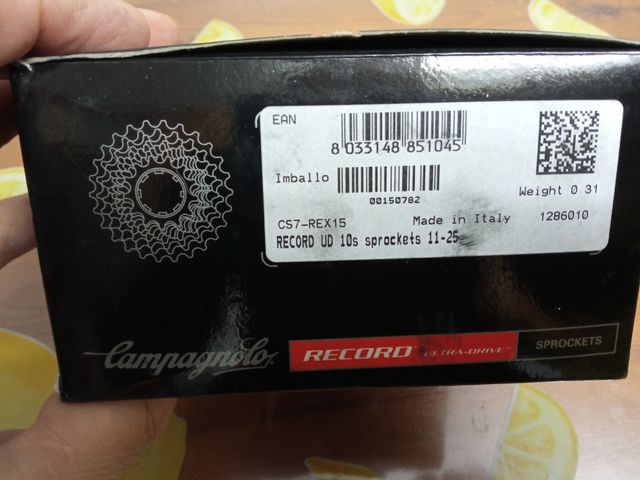 EAN
8 033148 851045
Imballo
00150782
Weight 0 31
CS7-REX15 Made in Italy 1286010
RECORD UD 10s sprockets 11-25
Campagnolo
RECORD ULTRA-DRIVE SPROCKETS